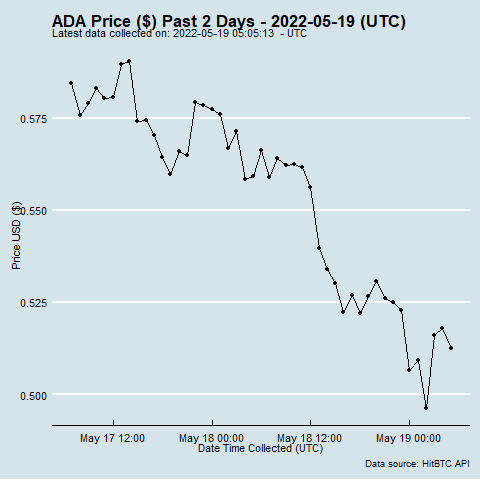 ADA Price ($) Past 2 Days - 2022-05-19 (UTC)
Latest data collected on: 2022-05-19 05:05:13 - UTC
0.575
0.550
0.525
0.500
Price USD ($)
May 17 12:00
May 18 00:00
May 18 12:00
May 19 00:00
Date Time Collected (UTC)
Data source: HitBTC API